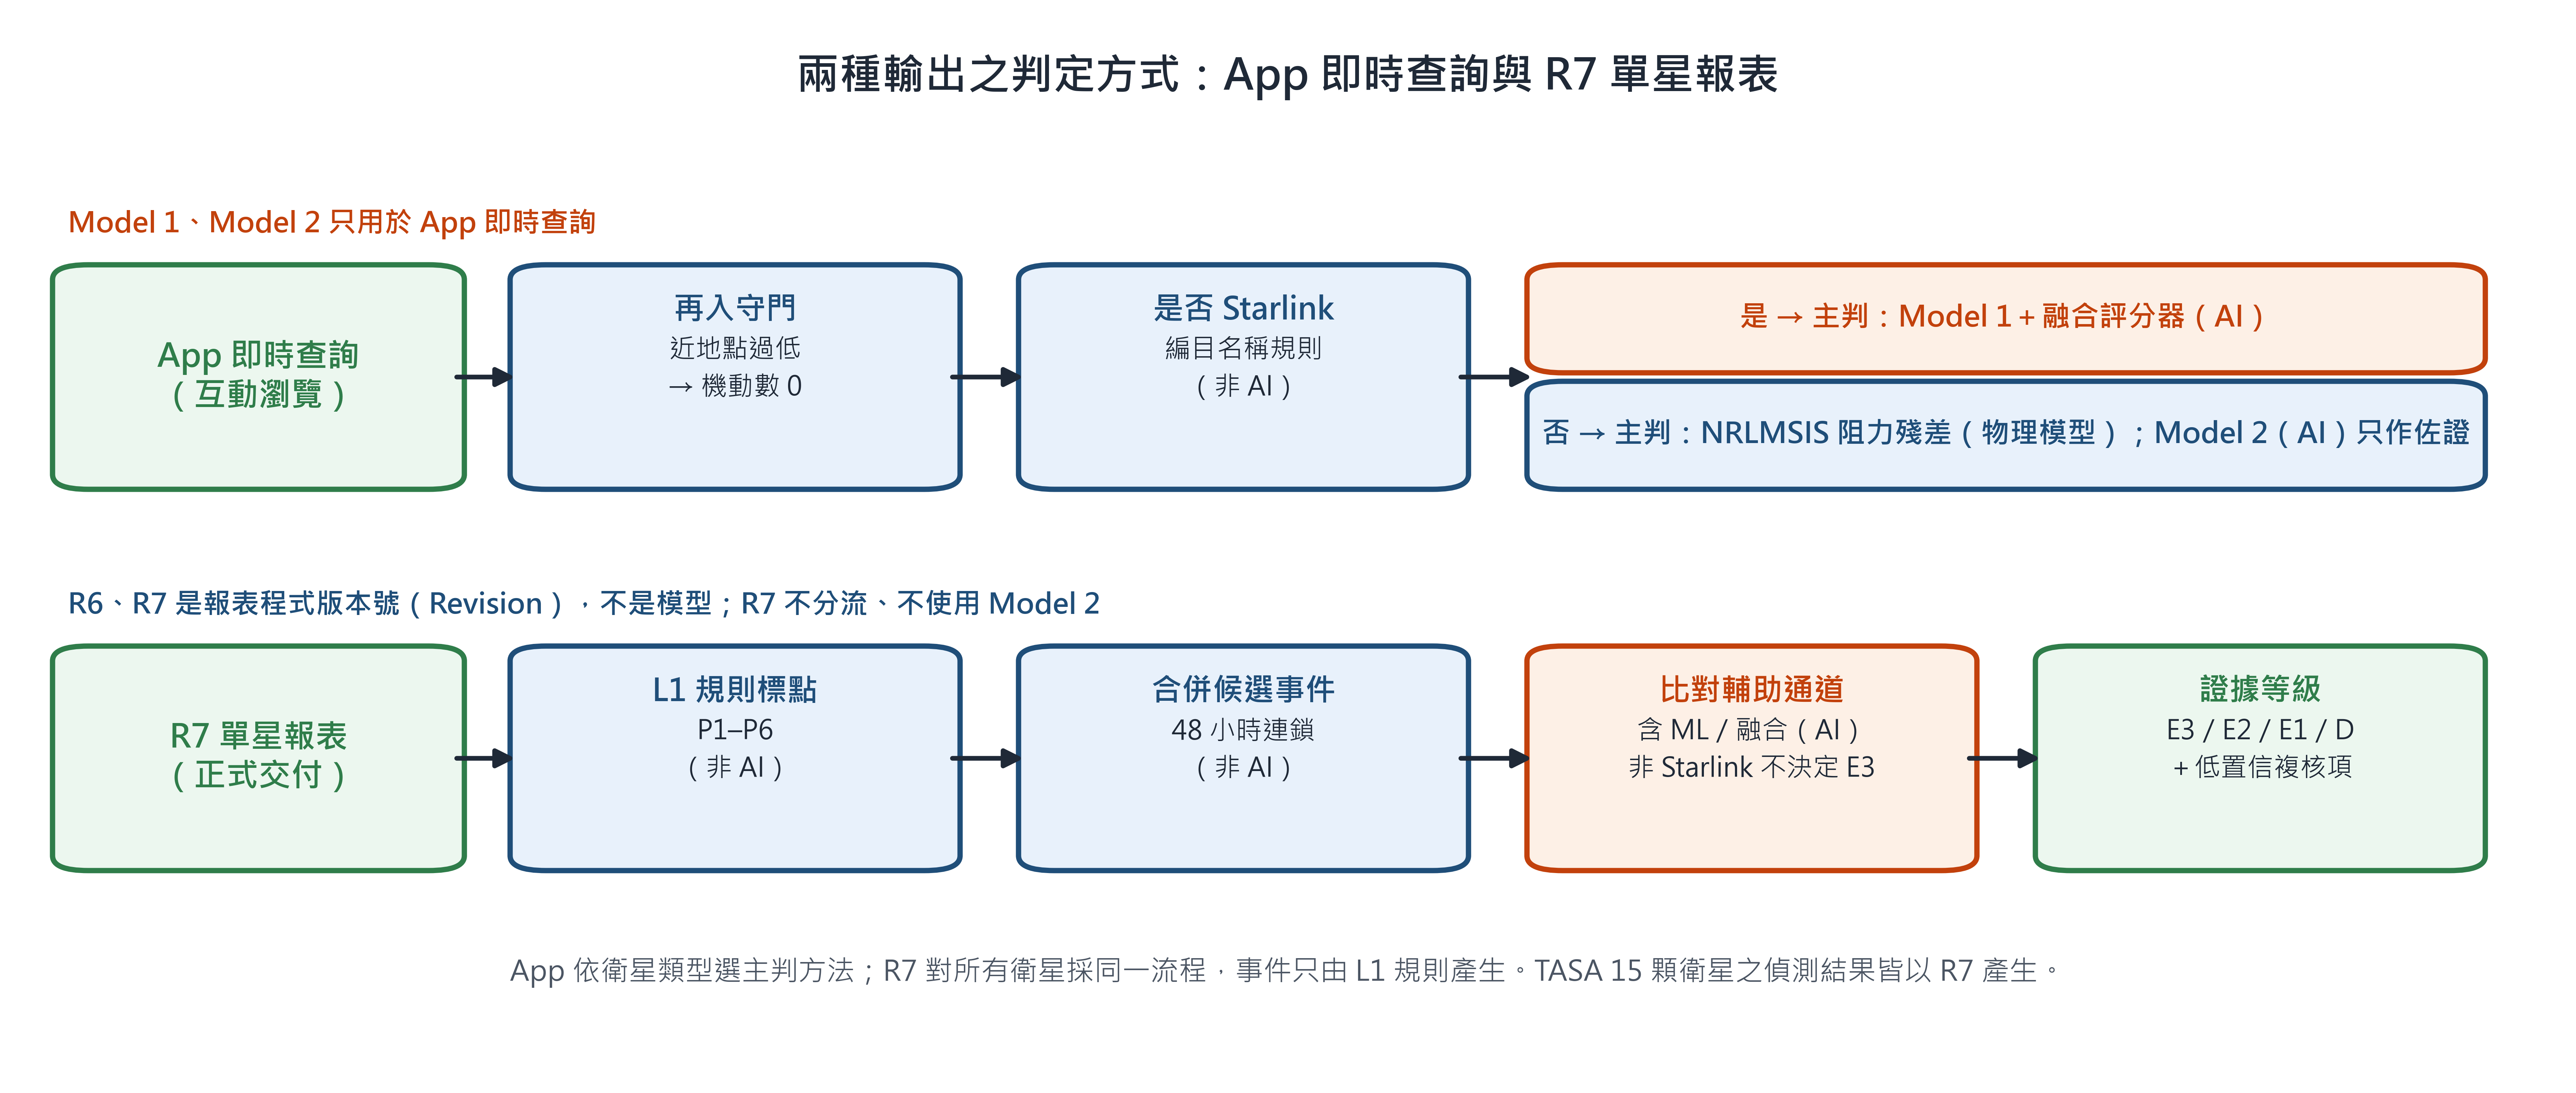 兩種輸出之判定方式：App 即時查詢與 R7 單星報表
Model 1、Model 2 只用於 App 即時查詢
App 即時查詢
（互動瀏覽）
再入守門
近地點過低
→ 機動數 0
是否 Starlink
編目名稱規則
（非 AI）
是 → 主判：Model 1 + 融合評分器（AI）
否 → 主判：NRLMSIS 阻力殘差（物理模型）；Model 2（AI）只作佐證
R6、R7 是報表程式版本號（Revision），不是模型；R7 不分流、不使用 Model 2
R7 單星報表
（正式交付）
L1 規則標點
P1–P6
（非 AI）
合併候選事件
48 小時連鎖
（非 AI）
比對輔助通道
含 ML / 融合（AI）
非 Starlink 不決定 E3
證據等級
E3 / E2 / E1 / D
+ 低置信複核項
App 依衛星類型選主判方法；R7 對所有衛星採同一流程，事件只由 L1 規則產生。TASA 15 顆衛星之偵測結果皆以 R7 產生。